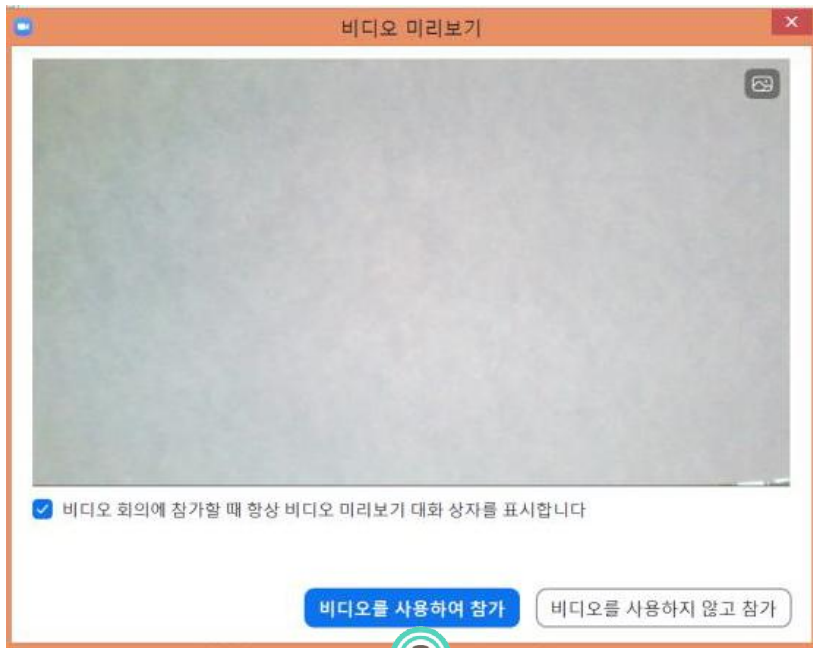 비디오 미리보기
비디오 회의에 참가할 때 항상 비디오 미리보기 대화 상자를 표시합니다
비디오를 사용하여 참가
비디오를 사용하지 않고 참가